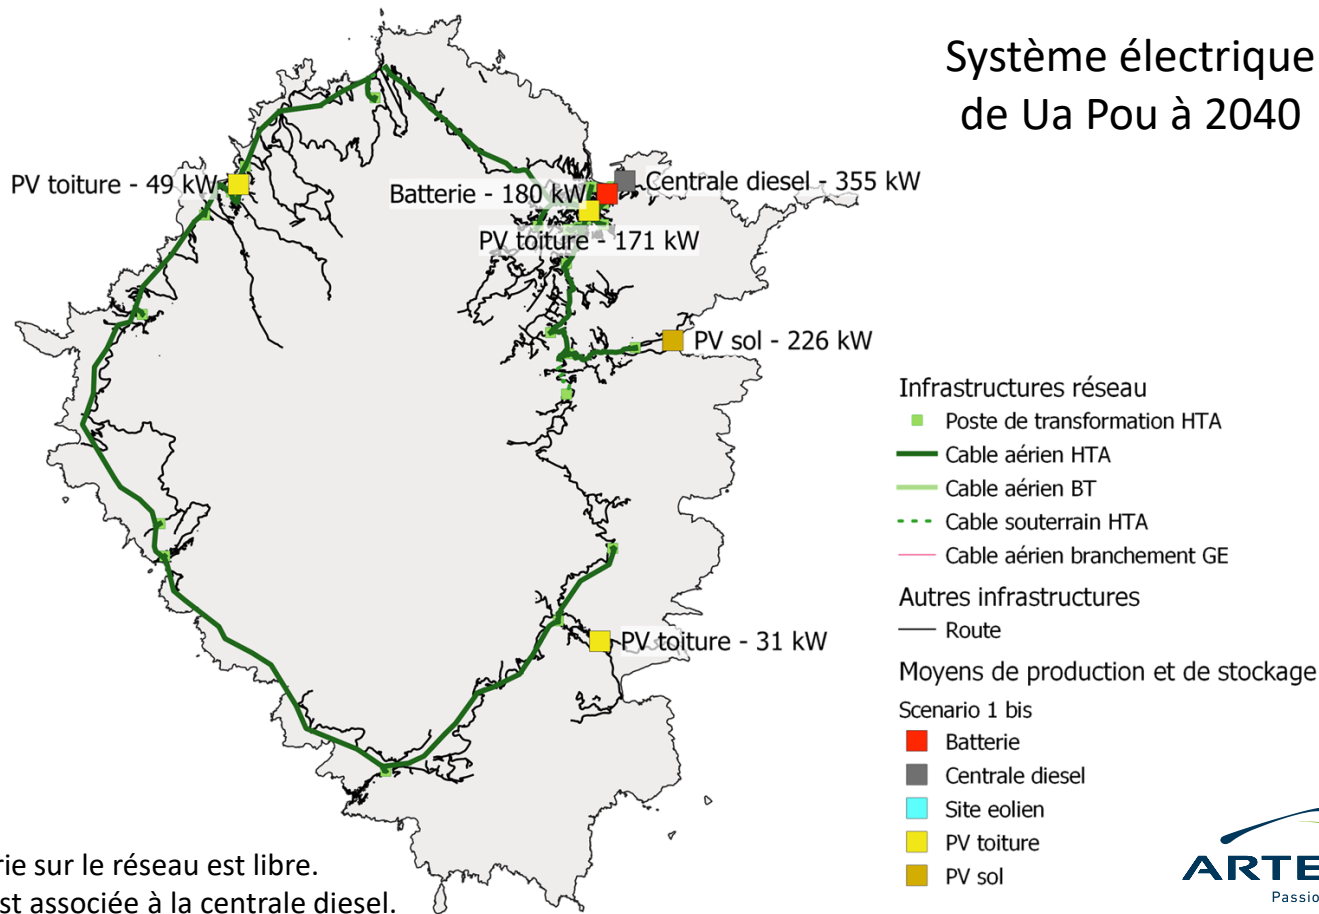 Système électrique
de Ua Pou à 2040
PV toiture - 49 kW
Batterie - 180 kW
Centrale diesel - 355 kW
PV toiture - 171 kW
PV sol - 226 kW
PV toiture - 31 kW
Infrastructures réseau
Poste de transformation HTA
Cable aérien HTA
Cable aérien BT
Cable souterrain HTA
Cable aérien branchement GE
Autres infrastructures
Route
Moyens de production et de stockage
Scenario 1 bis
Batterie
Centrale diesel
Site eolien
PV toiture
PV sol
rie sur le réseau est libre.
st associée à la centrale diesel.
ARTE
Passio